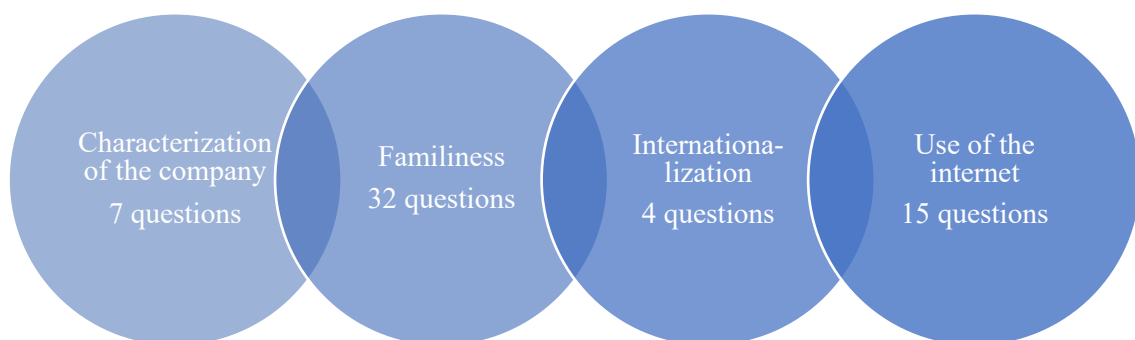 Characterization
of the company
7 questions
Familiness
32 questions
Internationa-
lization
4 questions
Use of the
internet
15 questions